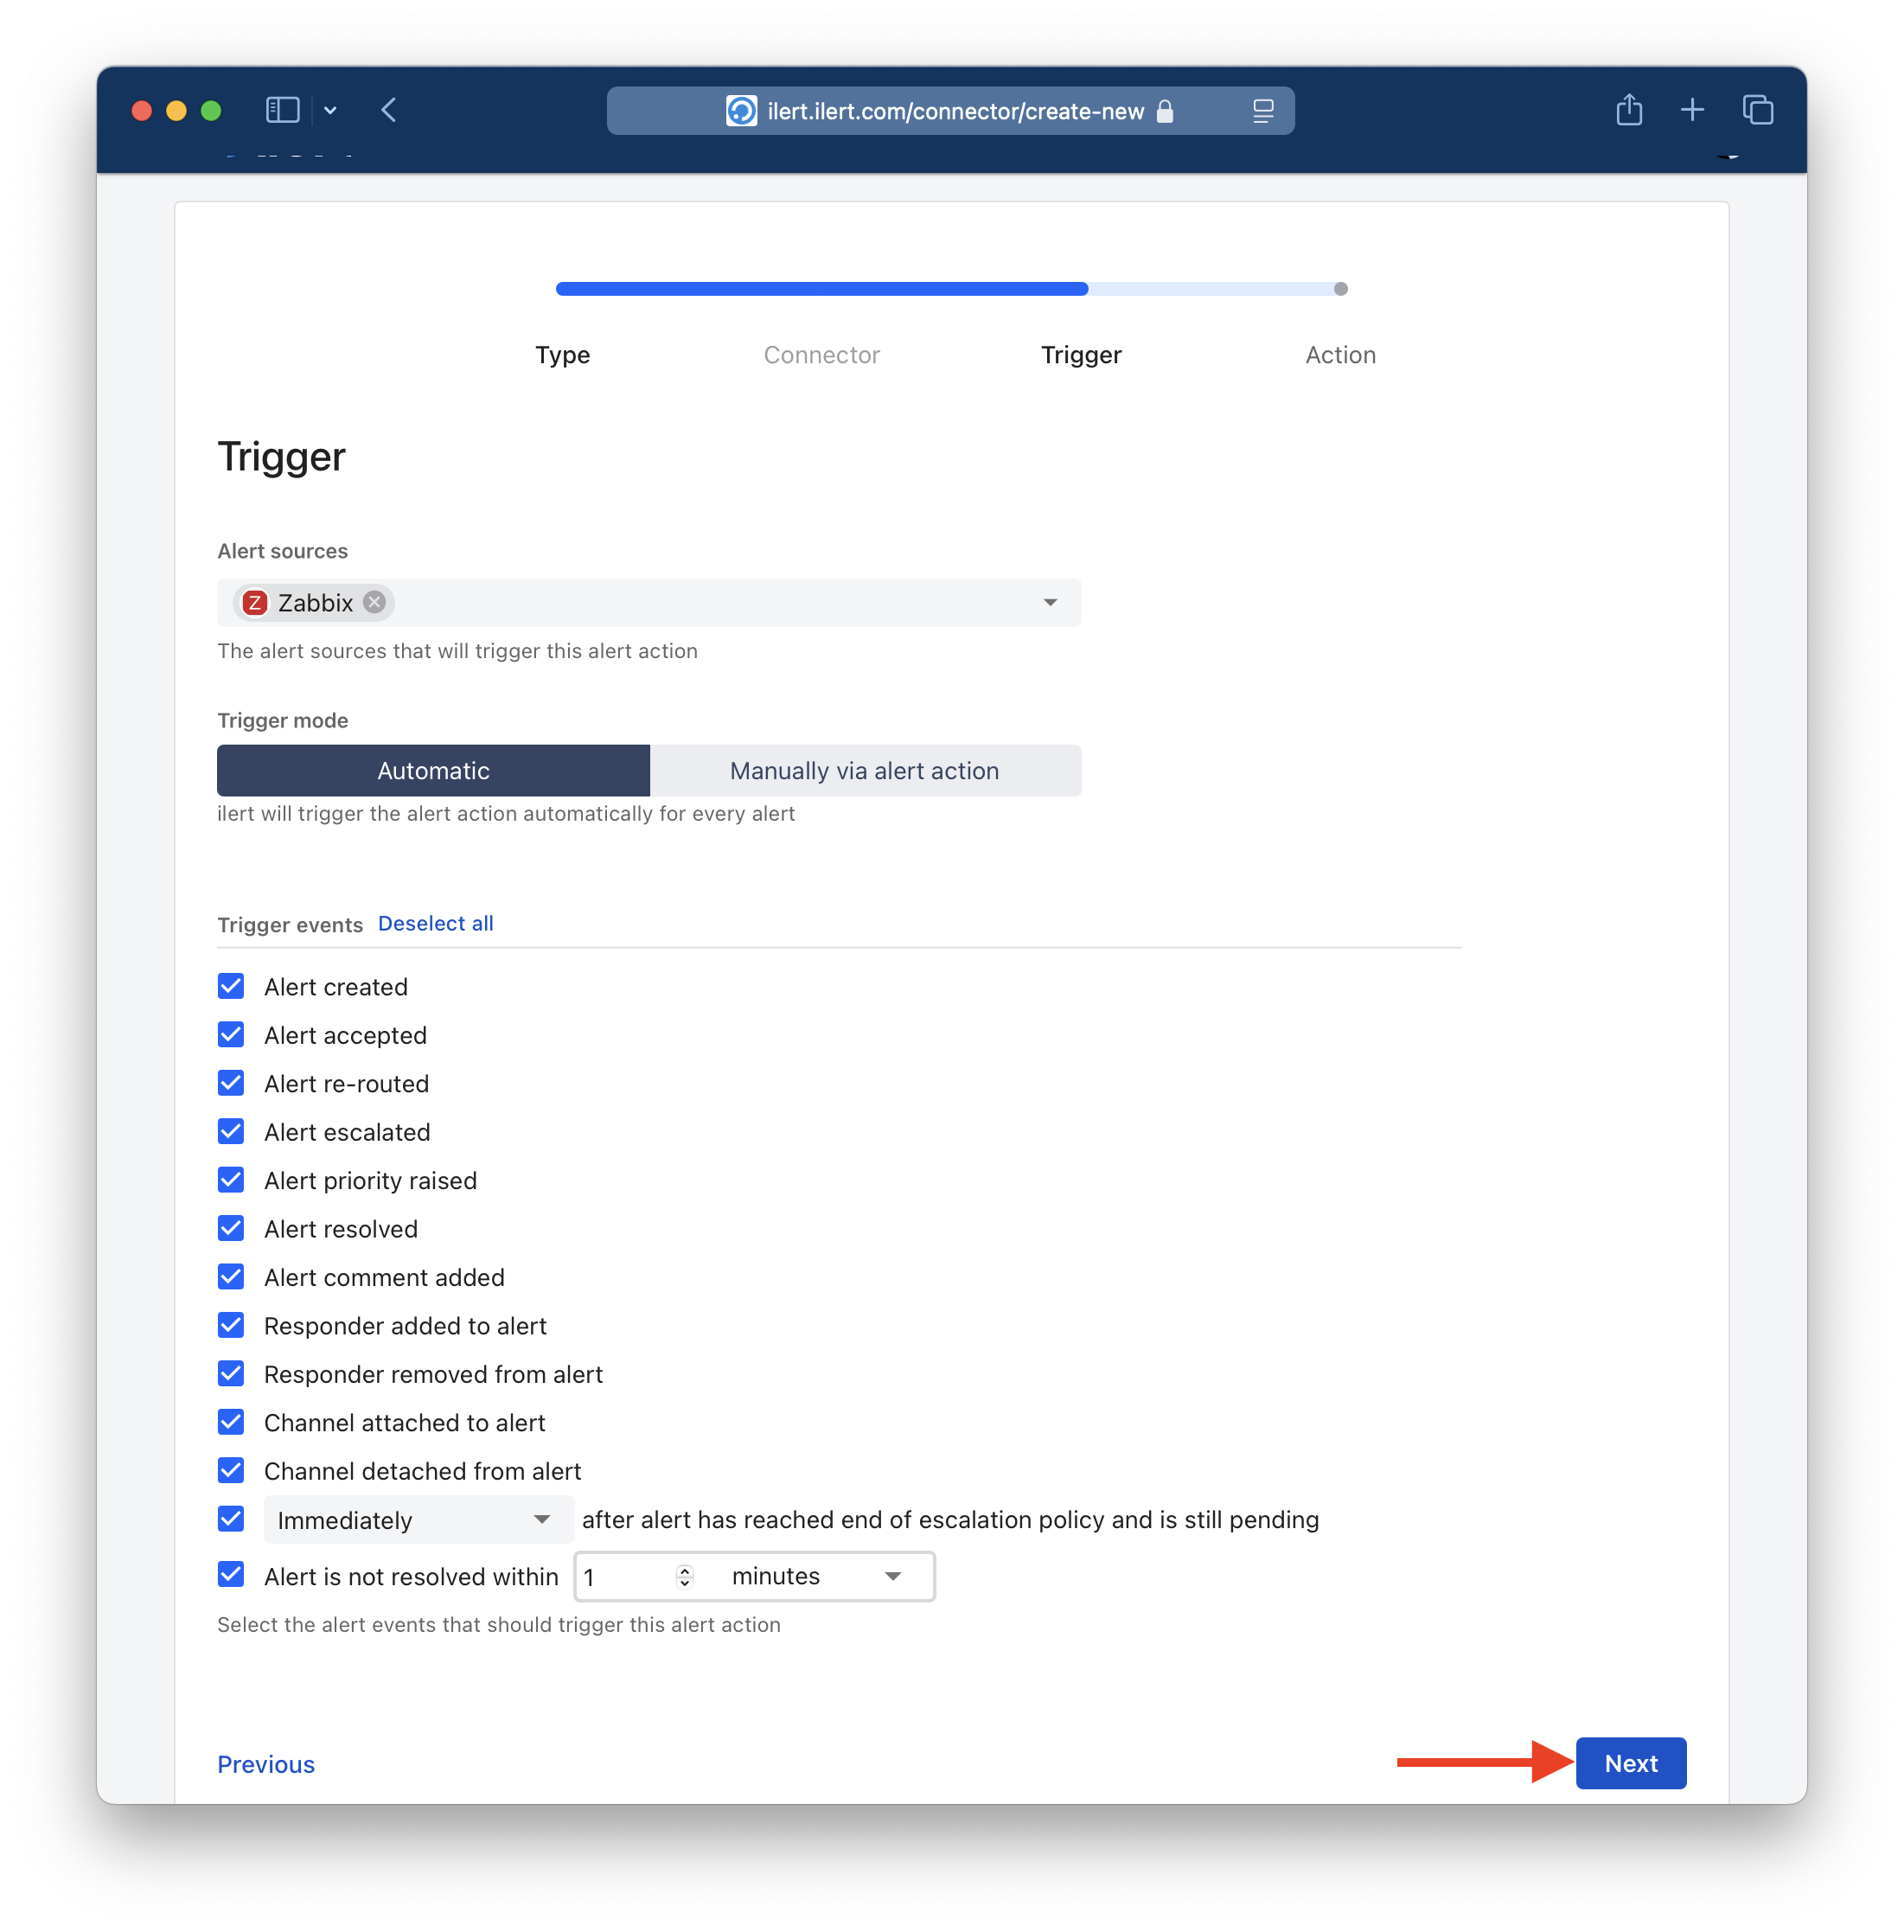 ilert.ilert.com/connector/create-new
Type Connector Trigger Action
Trigger
Alert sources
Z Zabbix
The alert sources that will trigger this alert action
Trigger mode
Automatic Manually via alert action
ilert will trigger the alert action automatically for every alert
Trigger events Deselect all
Alert created
Alert accepted
Alert re-routed
Alert escalated
Alert priority raised
Alert resolved
Alert comment added
Responder added to alert
Responder removed from alert
Channel attached to alert
Channel detached from alert
Immediately after alert has reached end of escalation policy and is still pending
Alert is not resolved within 1 minutes
Select the alert events that should trigger this alert action
Previous Next